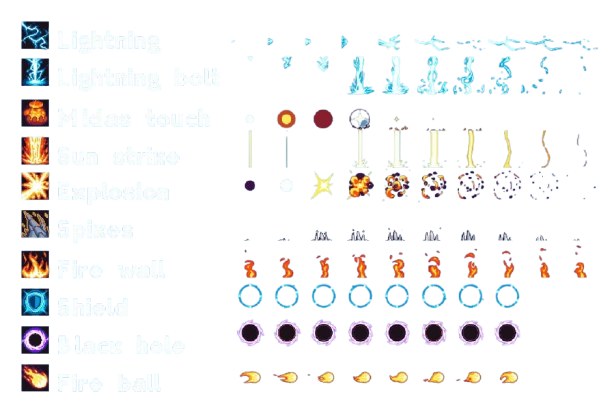 Lightning
Lightning bolt
Midas touch
Sun strike
Explosion
Spikes
Fire wall
Shield
Black hole
Fire ball